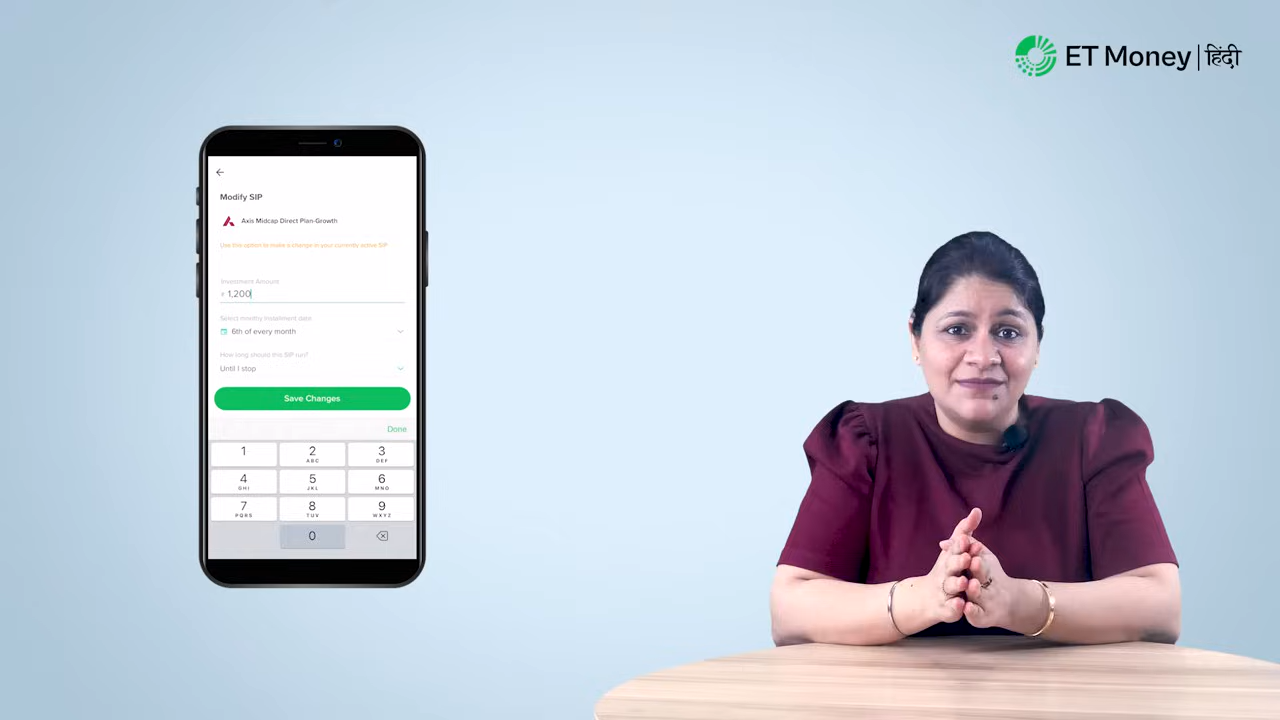 ET Money | हिंदी
Modify SIP
Axis Midcap Direct Plan-Growth
Use this option to make a change in your currently active SIP
Investment Amount
₹ 1,200
Select monthly installment date
6th of every month
How long should this SIP run?
Until I stop
Save Changes
Done
1 2 ABC 3 DEF
4 GHI 5 JKL 6 MNO
7 PQRS 8 TUV 9 WXYZ
0